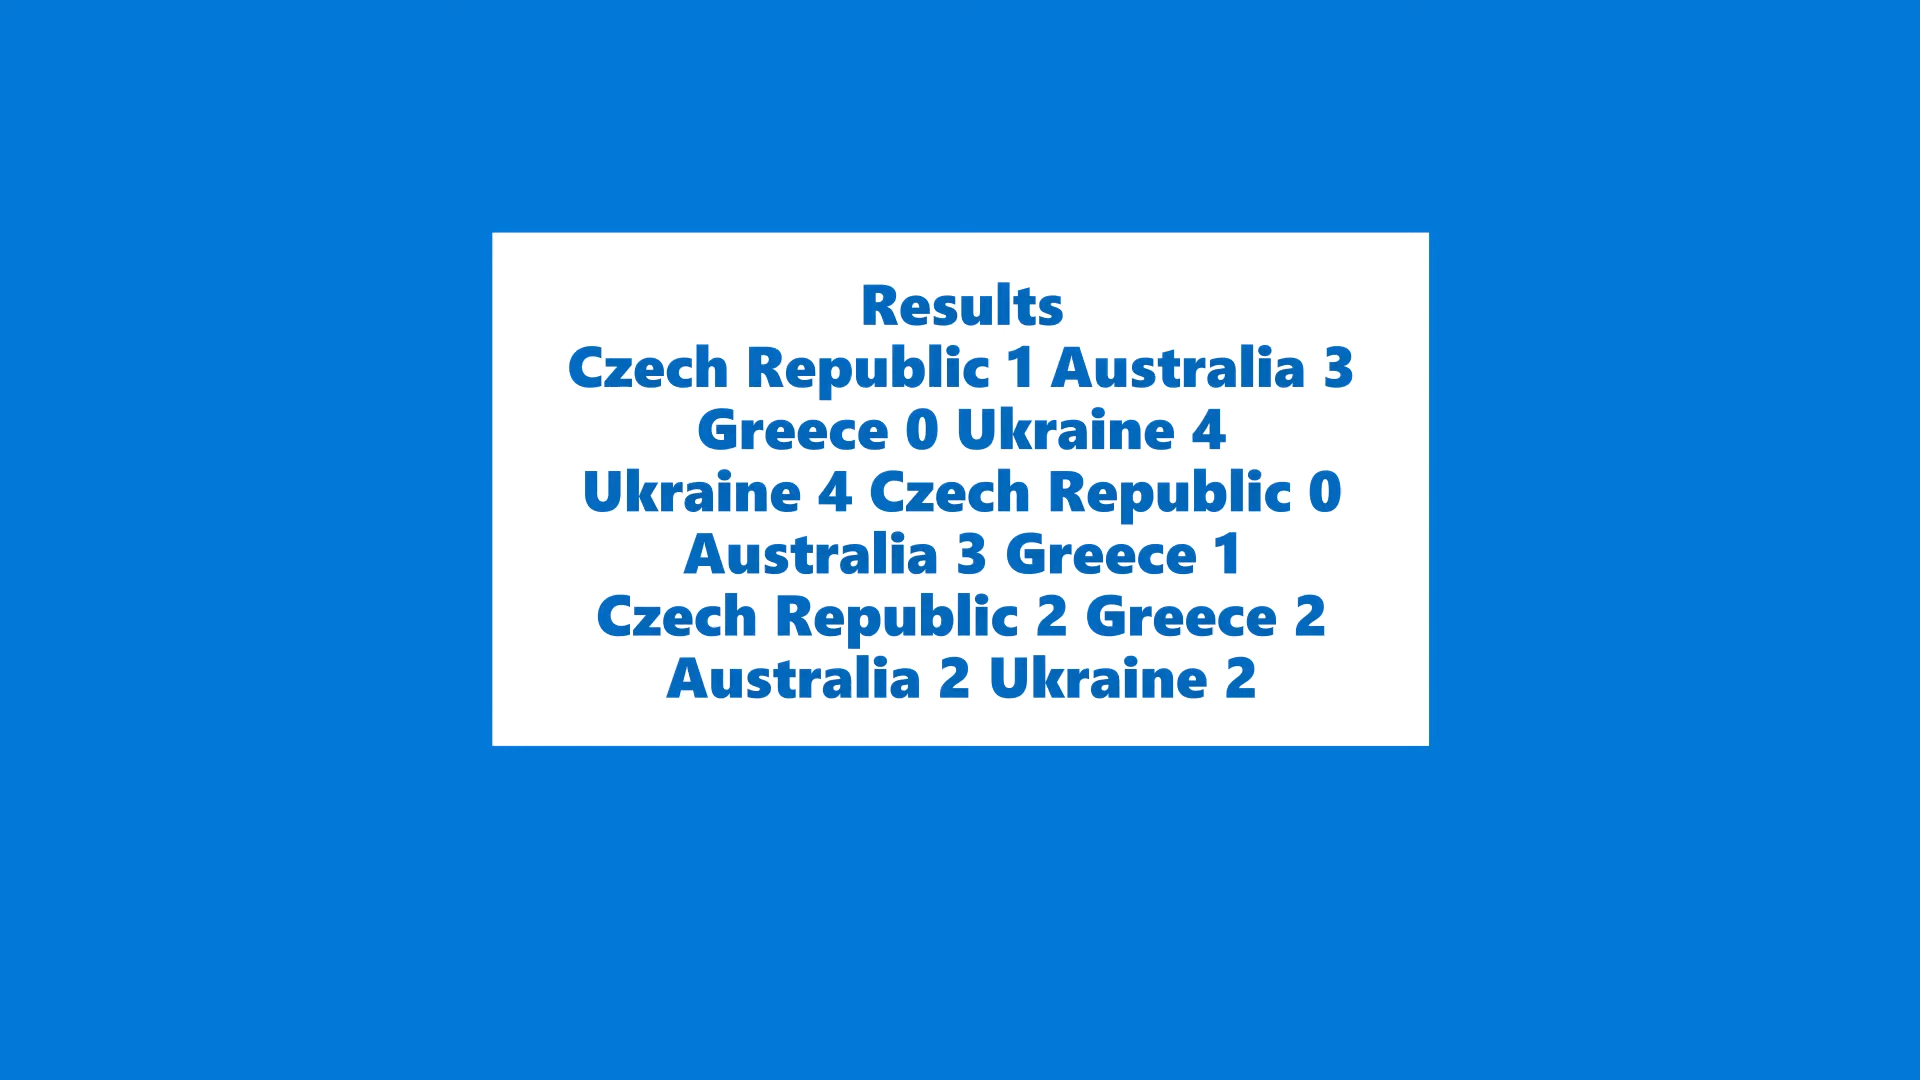 Results
Czech Republic 1 Australia 3
Greece 0 Ukraine 4
Ukraine 4 Czech Republic 0
Australia 3 Greece 1
Czech Republic 2 Greece 2
Australia 2 Ukraine 2